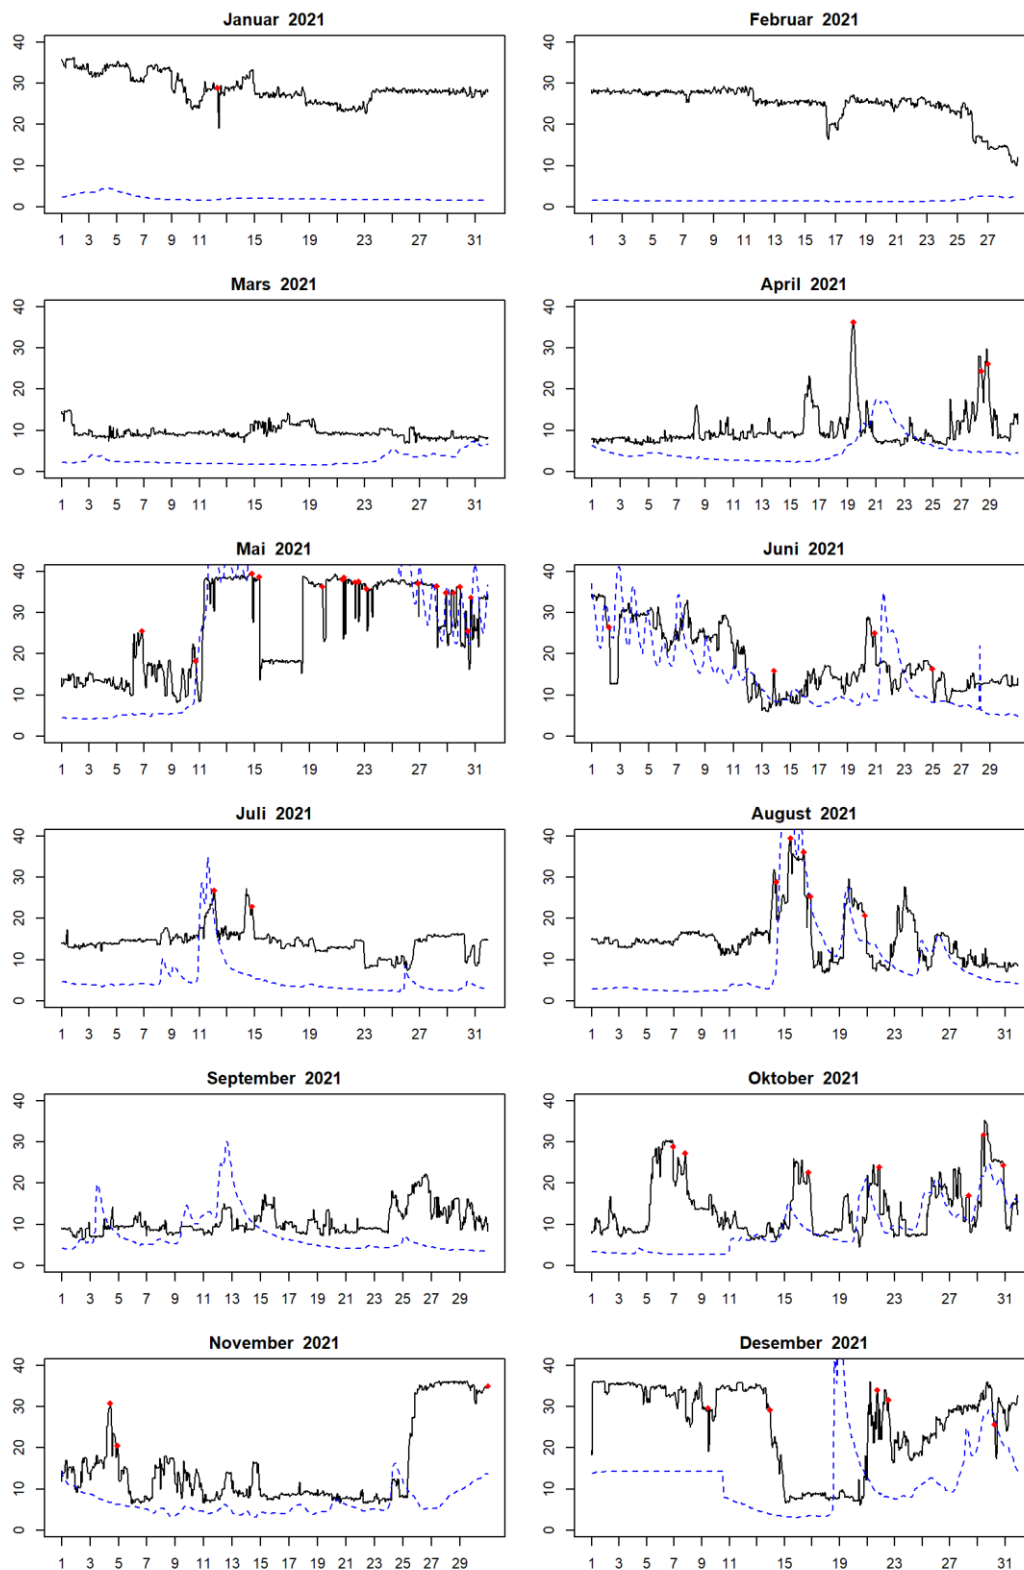 Januar 2021
0 10 20 30 40
1 3 5 7 9 11 15 19 23 27 31
Februar 2021
0 10 20 30 40
1 3 5 7 9 11 13 15 17 19 21 23 25 27
Mars 2021
0 10 20 30 40
1 3 5 7 9 11 15 19 23 27 31
April 2021
0 10 20 30 40
1 3 5 7 9 11 13 15 17 19 21 23 25 27 29
Mai 2021
0 10 20 30 40
1 3 5 7 9 11 15 19 23 27 31
Juni 2021
0 10 20 30 40
1 3 5 7 9 11 13 15 17 19 21 23 25 27 29
Juli 2021
0 10 20 30 40
1 3 5 7 9 11 15 19 23 27 31
August 2021
0 10 20 30 40
1 3 5 7 9 11 15 19 23 27 31
September 2021
0 10 20 30 40
1 3 5 7 9 11 13 15 17 19 21 23 25 27 29
Oktober 2021
0 10 20 30 40
1 3 5 7 9 11 15 19 23 27 31
November 2021
0 10 20 30 40
1 3 5 7 9 11 13 15 17 19 21 23 25 27 29
Desember 2021
0 10 20 30 40
1 3 5 7 9 11 15 19 23 27 31